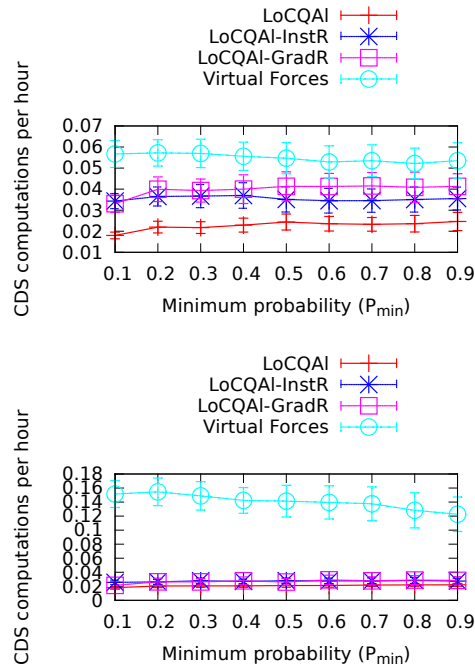 LoCQAl
LoCQAl-InstR
LoCQAl-GradR
Virtual Forces
CDS computations per hour
0.07
0.06
0.05
0.04
0.03
0.02
0.01
0.1 0.2 0.3 0.4 0.5 0.6 0.7 0.8 0.9
Minimum probability (Pmin)
LoCQAl
LoCQAl-InstR
LoCQAl-GradR
Virtual Forces
CDS computations per hour
0.18
0.16
0.14
0.12
0.1
0.08
0.06
0.04
0.02
0
0.1 0.2 0.3 0.4 0.5 0.6 0.7 0.8 0.9
Minimum probability (Pmin)